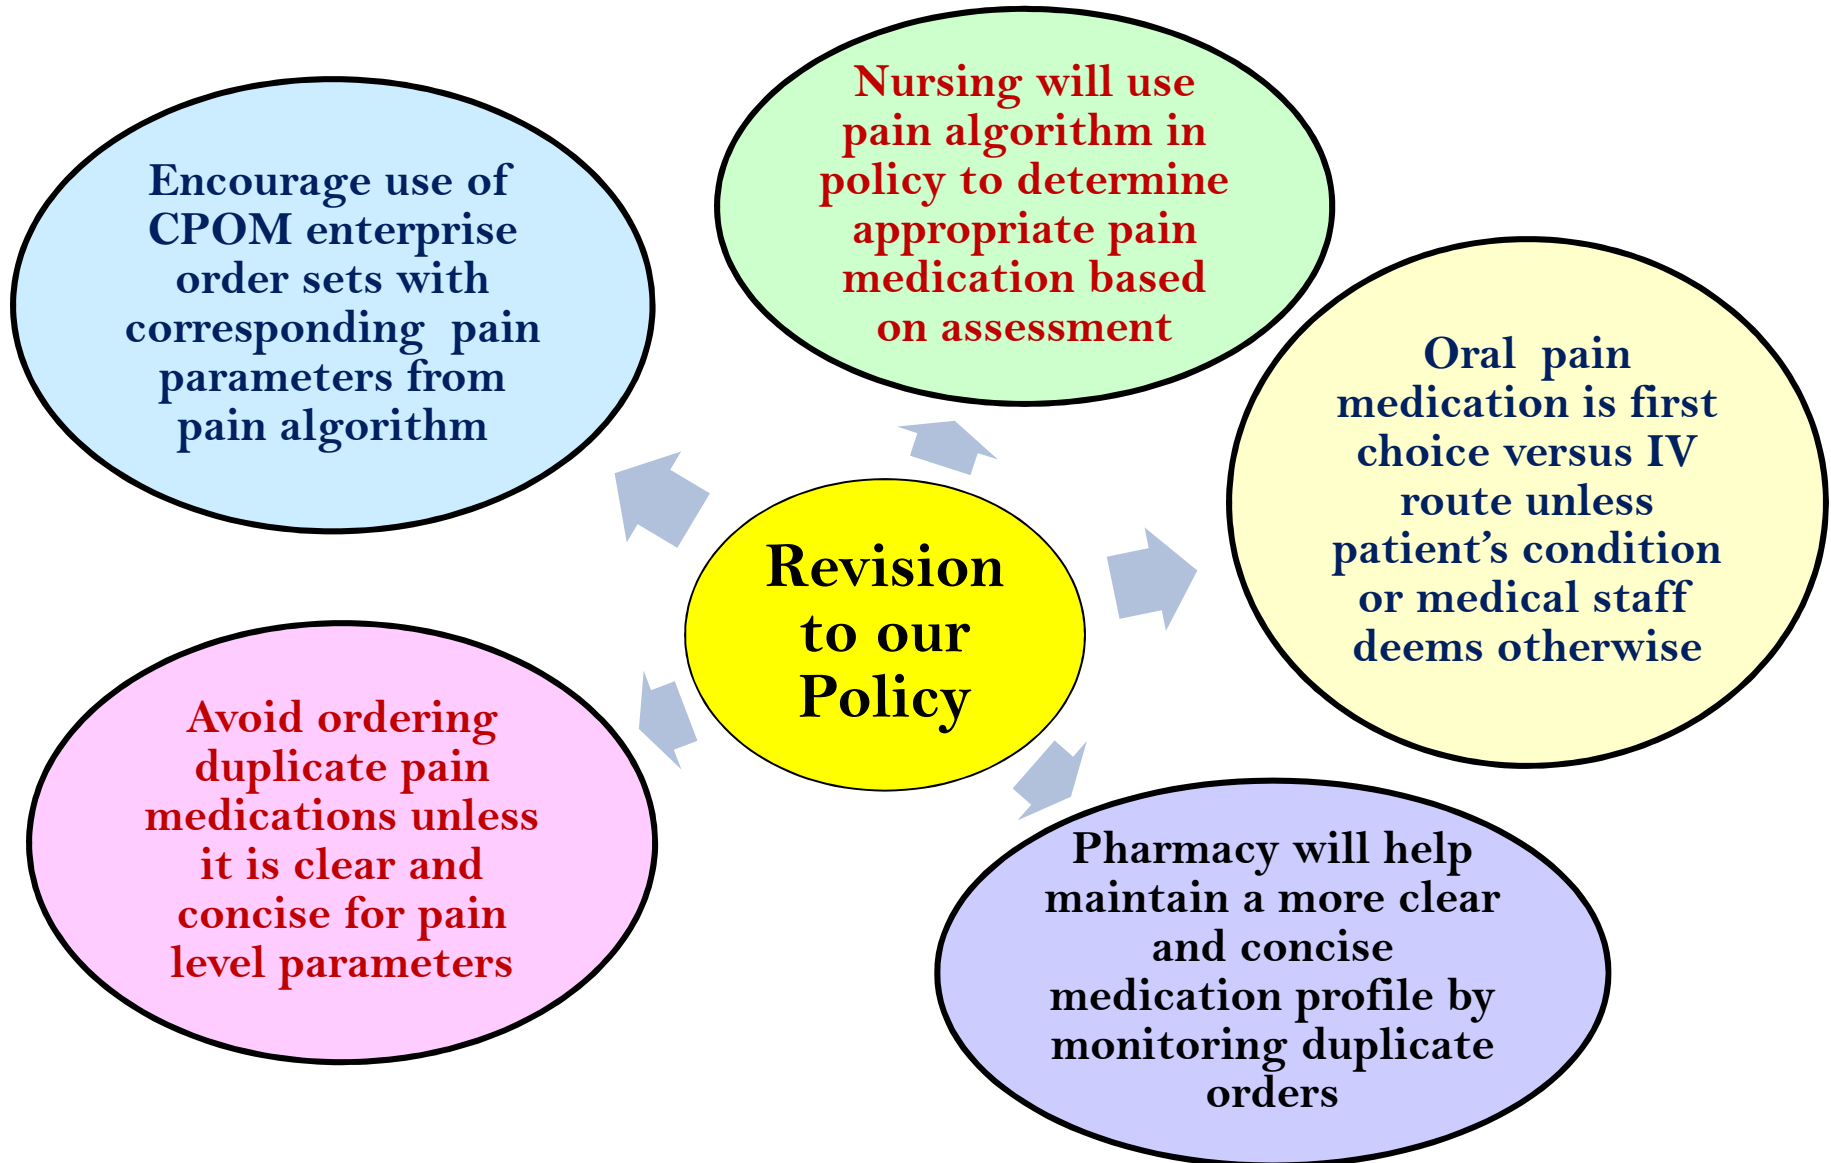 Nursing will use
pain algorithm in
policy to determine
appropriate pain
medication based
on assessment
Encourage use of
CPOM enterprise
order sets with
corresponding  pain
parameters from
pain algorithm
Oral  pain
medication is first
choice versus IV
route unless
patient’s condition
or medical staff
deems otherwise
Revision
to our
Policy
Avoid ordering
duplicate pain
medications unless
it is clear and
concise for pain
level parameters
Pharmacy will help
maintain a more clear
and concise
medication profile by
monitoring duplicate
orders